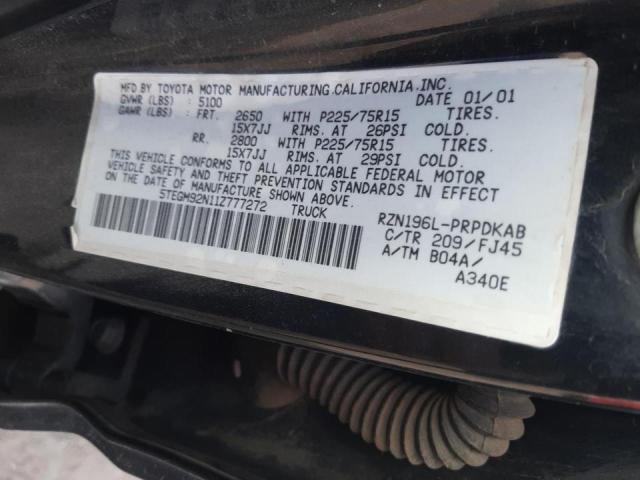 MFD BY TOYOTA MOTOR MANUFACTURING.CALIFORNIA.INC.
GVWR (LBS) : 5100 DATE 01/01
GAWR (LBS) : FRT. 2650 WITH P225/75R15 TIRES.
15X7JJ RIMS. AT 26PSI COLD.
RR. 2800 WITH P225/75R15 TIRES.
15X7JJ RIMS. AT 29PSI COLD.
THIS VEHICLE CONFORMS TO ALL APPLICABLE FEDERAL MOTOR
VEHICLE SAFETY AND THEFT PREVENTION STANDARDS IN EFFECT
ON DATE OF MANUFACTURE SHOWN ABOVE.
5TEGM92N11Z777272
TRUCK
RZN196L-PRPDKAB
C/TR 209/FJ45
A/TM B04A/
A340E